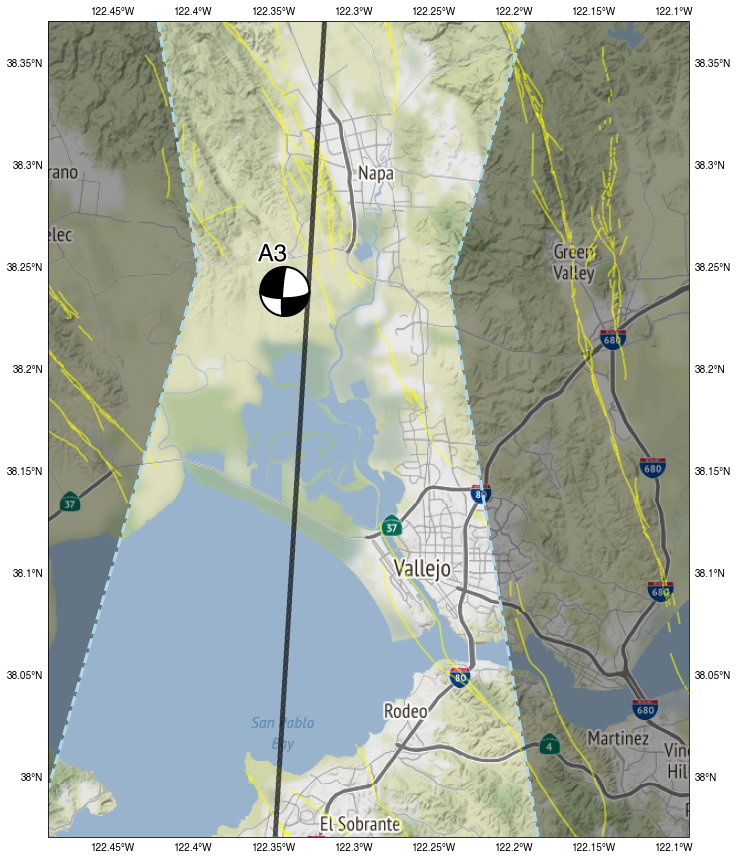 122.45°W 122.4°W 122.35°W 122.3°W 122.25°W 122.2°W 122.15°W 122.1°W
38.35°N 38.35°N
38.3°N 38.3°N
rano
Napa
elec
A3
Green
Valley
38.25°N 38.25°N
680
38.2°N 38.2°N
38.15°N 38.15°N
680
37
80
37
Vallejo
38.1°N 38.1°N
680
38.05°N 38.05°N
80
680
Rodeo
San Pablo
Bay
4
Martinez
Vin
Hil
38°N 38°N
El Sobrante
122.45°W 122.4°W 122.35°W 122.3°W 122.25°W 122.2°W 122.15°W 122.1°W